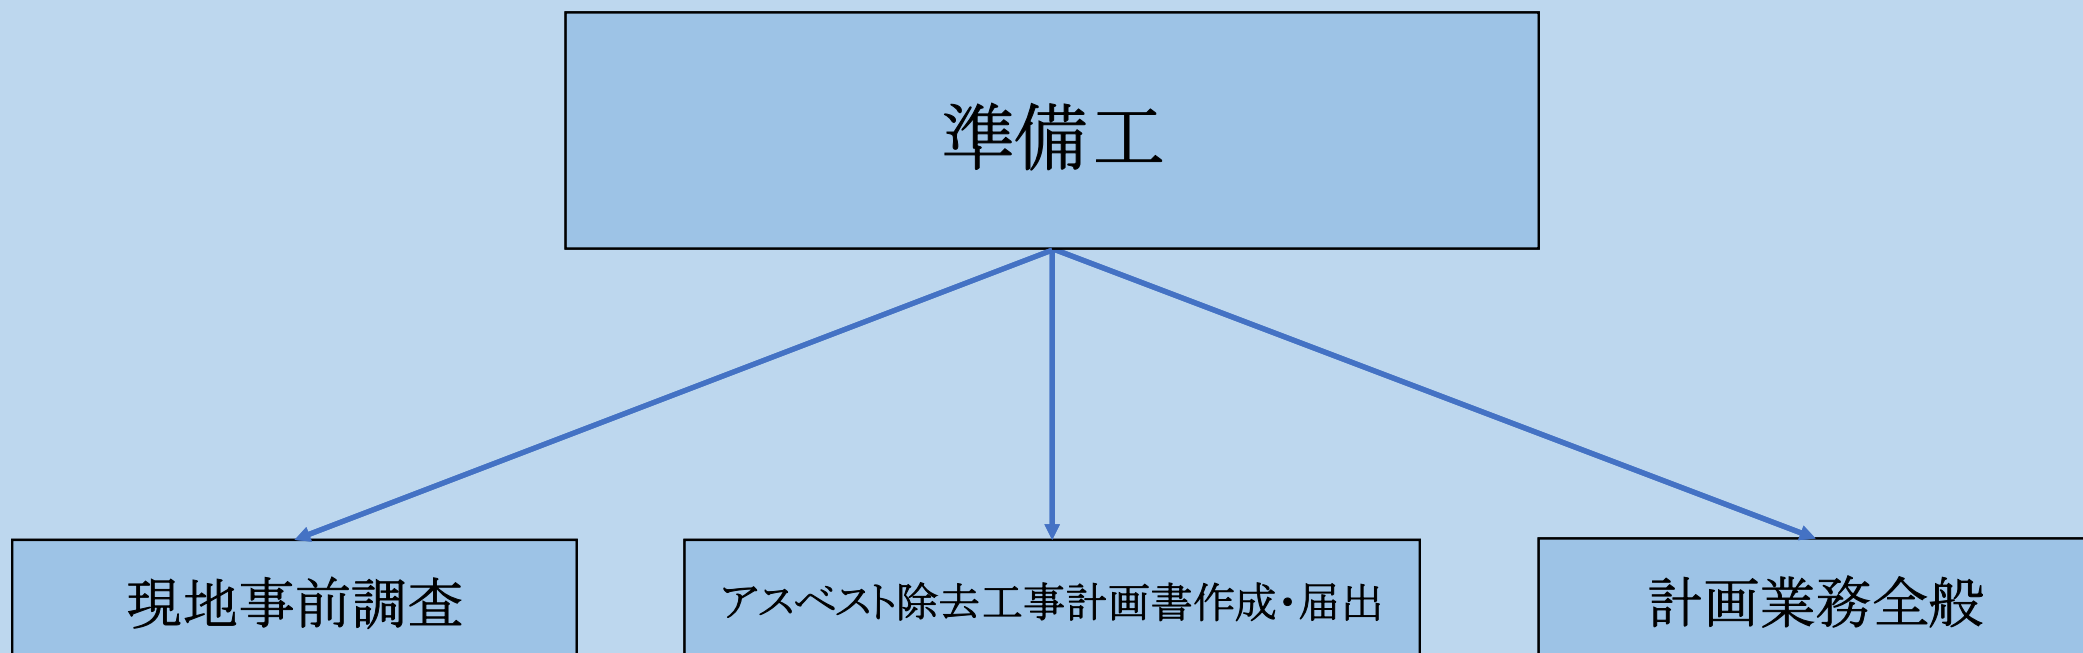 準備工
現地事前調査
アスベスト除去工事計画書作成・届出
計画業務全般